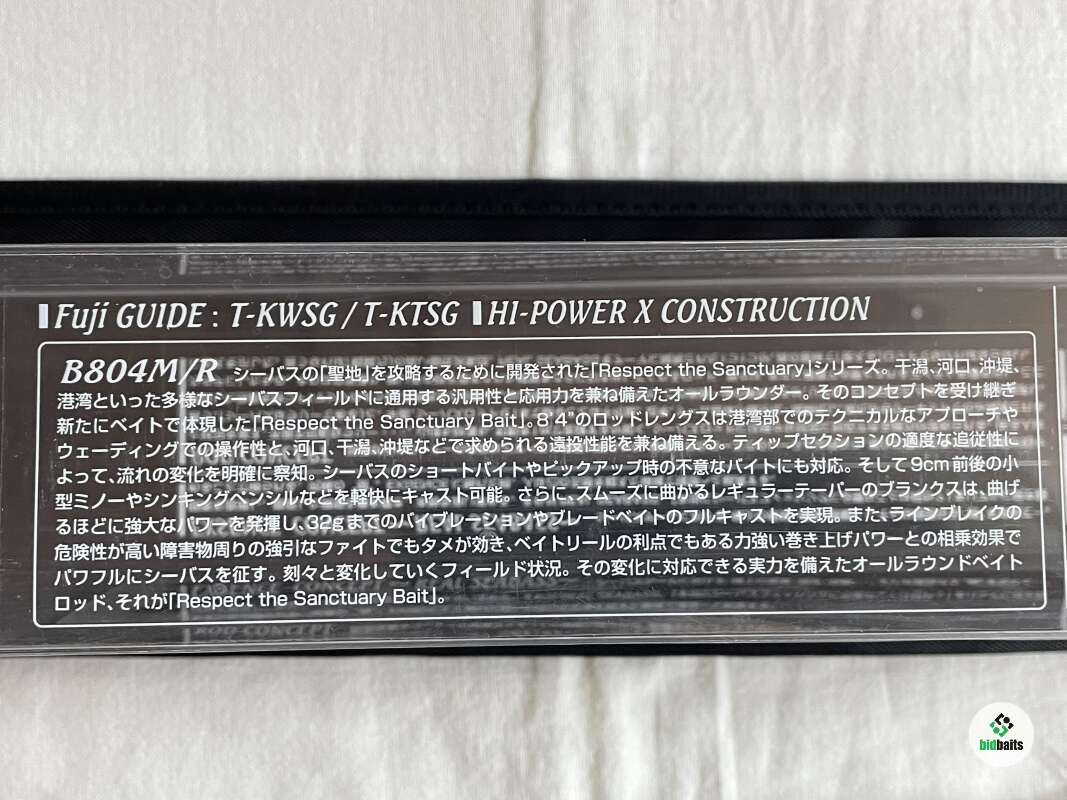 Fuji GUIDE : T-KWSG / T-KTSG HI-POWER X CONSTRUCTION
B804M/R シーバスの「聖地」を攻略するために開発された「Respect the Sanctuary」シリーズ。干潟、河口、沖堤、
港湾といった多様なシーバスフィールドに通用する汎用性と応用力を兼ね備えたオールラウンダー。そのコンセプトを受け継ぎ
新たにベイトで体現した「Respect the Sanctuary Bait」。8'4"のロッドレングスは港湾部でのテクニカルなアプローチや
ウェーディングでの操作性と、河口、干潟、沖堤などで求められる遠投性能を兼ね備える。ティップセクションの適度な追従性に
よって、流れの変化を明確に察知。シーバスのショートバイトやピックアップ時の不意なバイトにも対応。そして9cm前後の小
型ミノーやシンキングペンシルなどを軽快にキャスト可能。さらに、スムーズに曲がるレギュラーテーパーのブランクスは、曲げ
るほどに強大なパワーを発揮し、32gまでのバイブレーションやブレードベイトのフルキャストを実現。また、ラインブレイクの
危険性が高い障害物周りの強引なファイトでもタメが効き、ベイトリールの利点でもある力強い巻き上げパワーとの相乗効果で
パワフルにシーバスを征す。刻々と変化していくフィールド状況。その変化に対応できる実力を備えたオールラウンドベイト
ロッド、それが「Respect the Sanctuary Bait」。
ROD CONCEPT
bidbaits